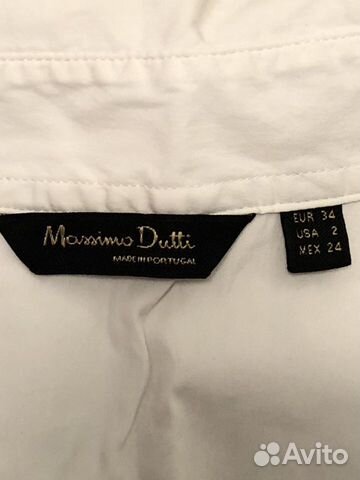 Massimo Dutti
MADE IN PORTUGAL
EUR 34
USA 2
MEX 24
Avito